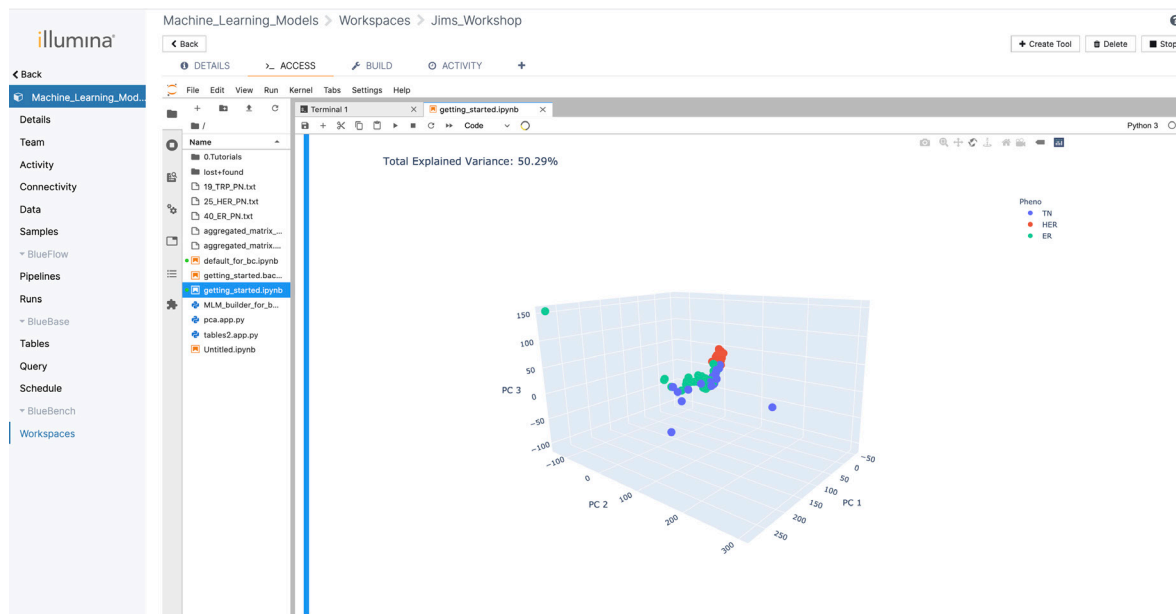 illumina®
Back
Machine_Learning_Mod...
Details
Team
Activity
Connectivity
Data
Samples
BlueFlow
Pipelines
Runs
BlueBase
Tables
Query
Schedule
BlueBench
Workspaces
Machine_Learning_Models > Workspaces > Jims_Workshop
Back
+ Create Tool
Delete
Stop
DETAILS
>_ ACCESS
BUILD
ACTIVITY
+
File Edit View Run Kernel Tabs Settings Help
/
Name
0.Tutorials
lost+found
19_TRP_PN.txt
25_HER_PN.txt
40_ER_PN.txt
aggregated_matrix_...
aggregated_matrix....
default_for_bc.ipynb
getting_started.bac...
getting_started.ipynb
MLM_builder_for_b...
pca.app.py
tables2.app.py
Untitled.ipynb
Terminal 1
getting_started.ipynb
Code
Python 3
Total Explained Variance: 50.29%
Pheno
TN
HER
ER
150
100
50
PC 3
0
−50
−100
−100
0
100
PC 2
200
300
−50
0
50
100
PC 1
150
200
250